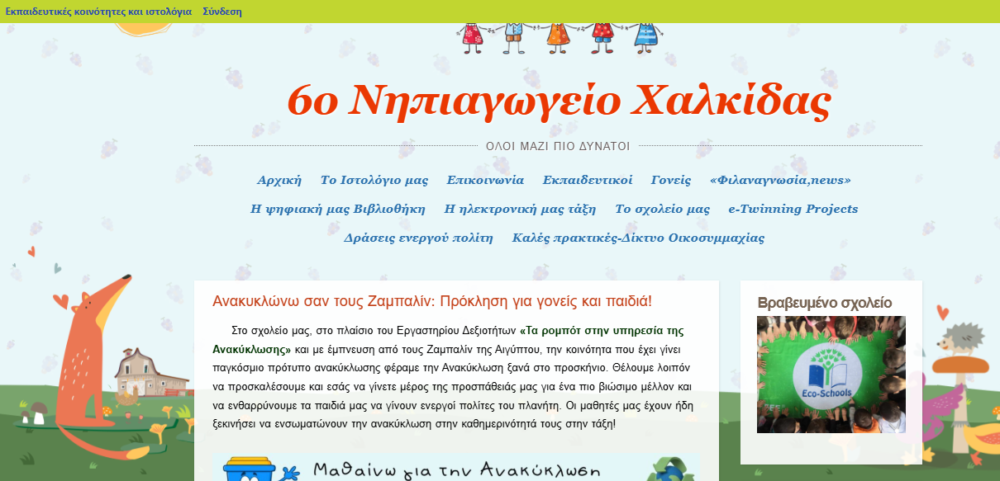 Εκπαιδευτικές κοινότητες και ιστολόγια Σύνδεση
6ο Νηπιαγωγείο Χαλκίδας
ΟΛΟΙ ΜΑΖΙ ΠΙΟ ΔΥΝΑΤΟΙ
Αρχική Το Ιστολόγιο μας Επικοινωνία Εκπαιδευτικοί Γονείς «Φιλαναγνωσία,news»
Η ψηφιακή μας Βιβλιοθήκη Η ηλεκτρονική μας τάξη Το σχολείο μας e-Twinning Projects
Δράσεις ενεργού πολίτη Καλές πρακτικές-Δίκτυο Οικοσυμμαχίας
Ανακυκλώνω σαν τους Ζαμπαλίν: Πρόκληση για γονείς και παιδιά!
Στο σχολείο μας, στο πλαίσιο του Εργαστηρίου Δεξιοτήτων «Τα ρομπότ στην υπηρεσία της
Ανακύκλωσης» και με έμπνευση από τους Ζαμπαλίν της Αιγύπτου, την κοινότητα που έχει γίνει
παγκόσμιο πρότυπο ανακύκλωσης φέραμε την Ανακύκλωση ξανά στο προσκήνιο. Θέλουμε λοιπόν
να προσκαλέσουμε και εσάς να γίνετε μέρος της προσπάθειάς μας για ένα πιο βιώσιμο μέλλον και
να ενθαρρύνουμε τα παιδιά μας να γίνουν ενεργοί πολίτες του πλανήτη. Οι μαθητές μας έχουν ήδη
ξεκινήσει να ενσωματώνουν την ανακύκλωση στην καθημερινότητά τους στην τάξη!
Μαθαίνω για την Ανακύκλωση
Βραβευμένο σχολείο
Eco-Schools